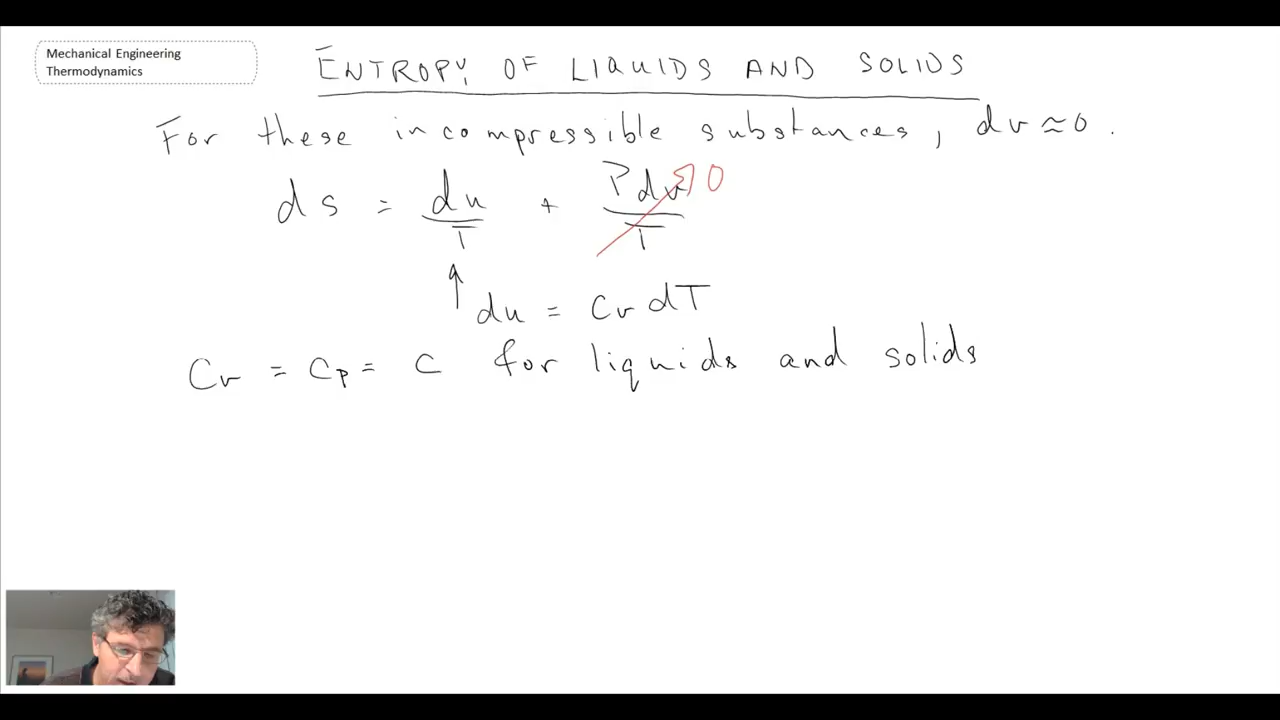 Mechanical Engineering
Thermodynamics
ENTROPY OF LIQUIDS AND SOLIDS
For these incompressible substances, dv ≈ 0.
ds = du/T + Pdv/T 0
↑ du = Cv dT
Cv = Cp = C for liquids and solids